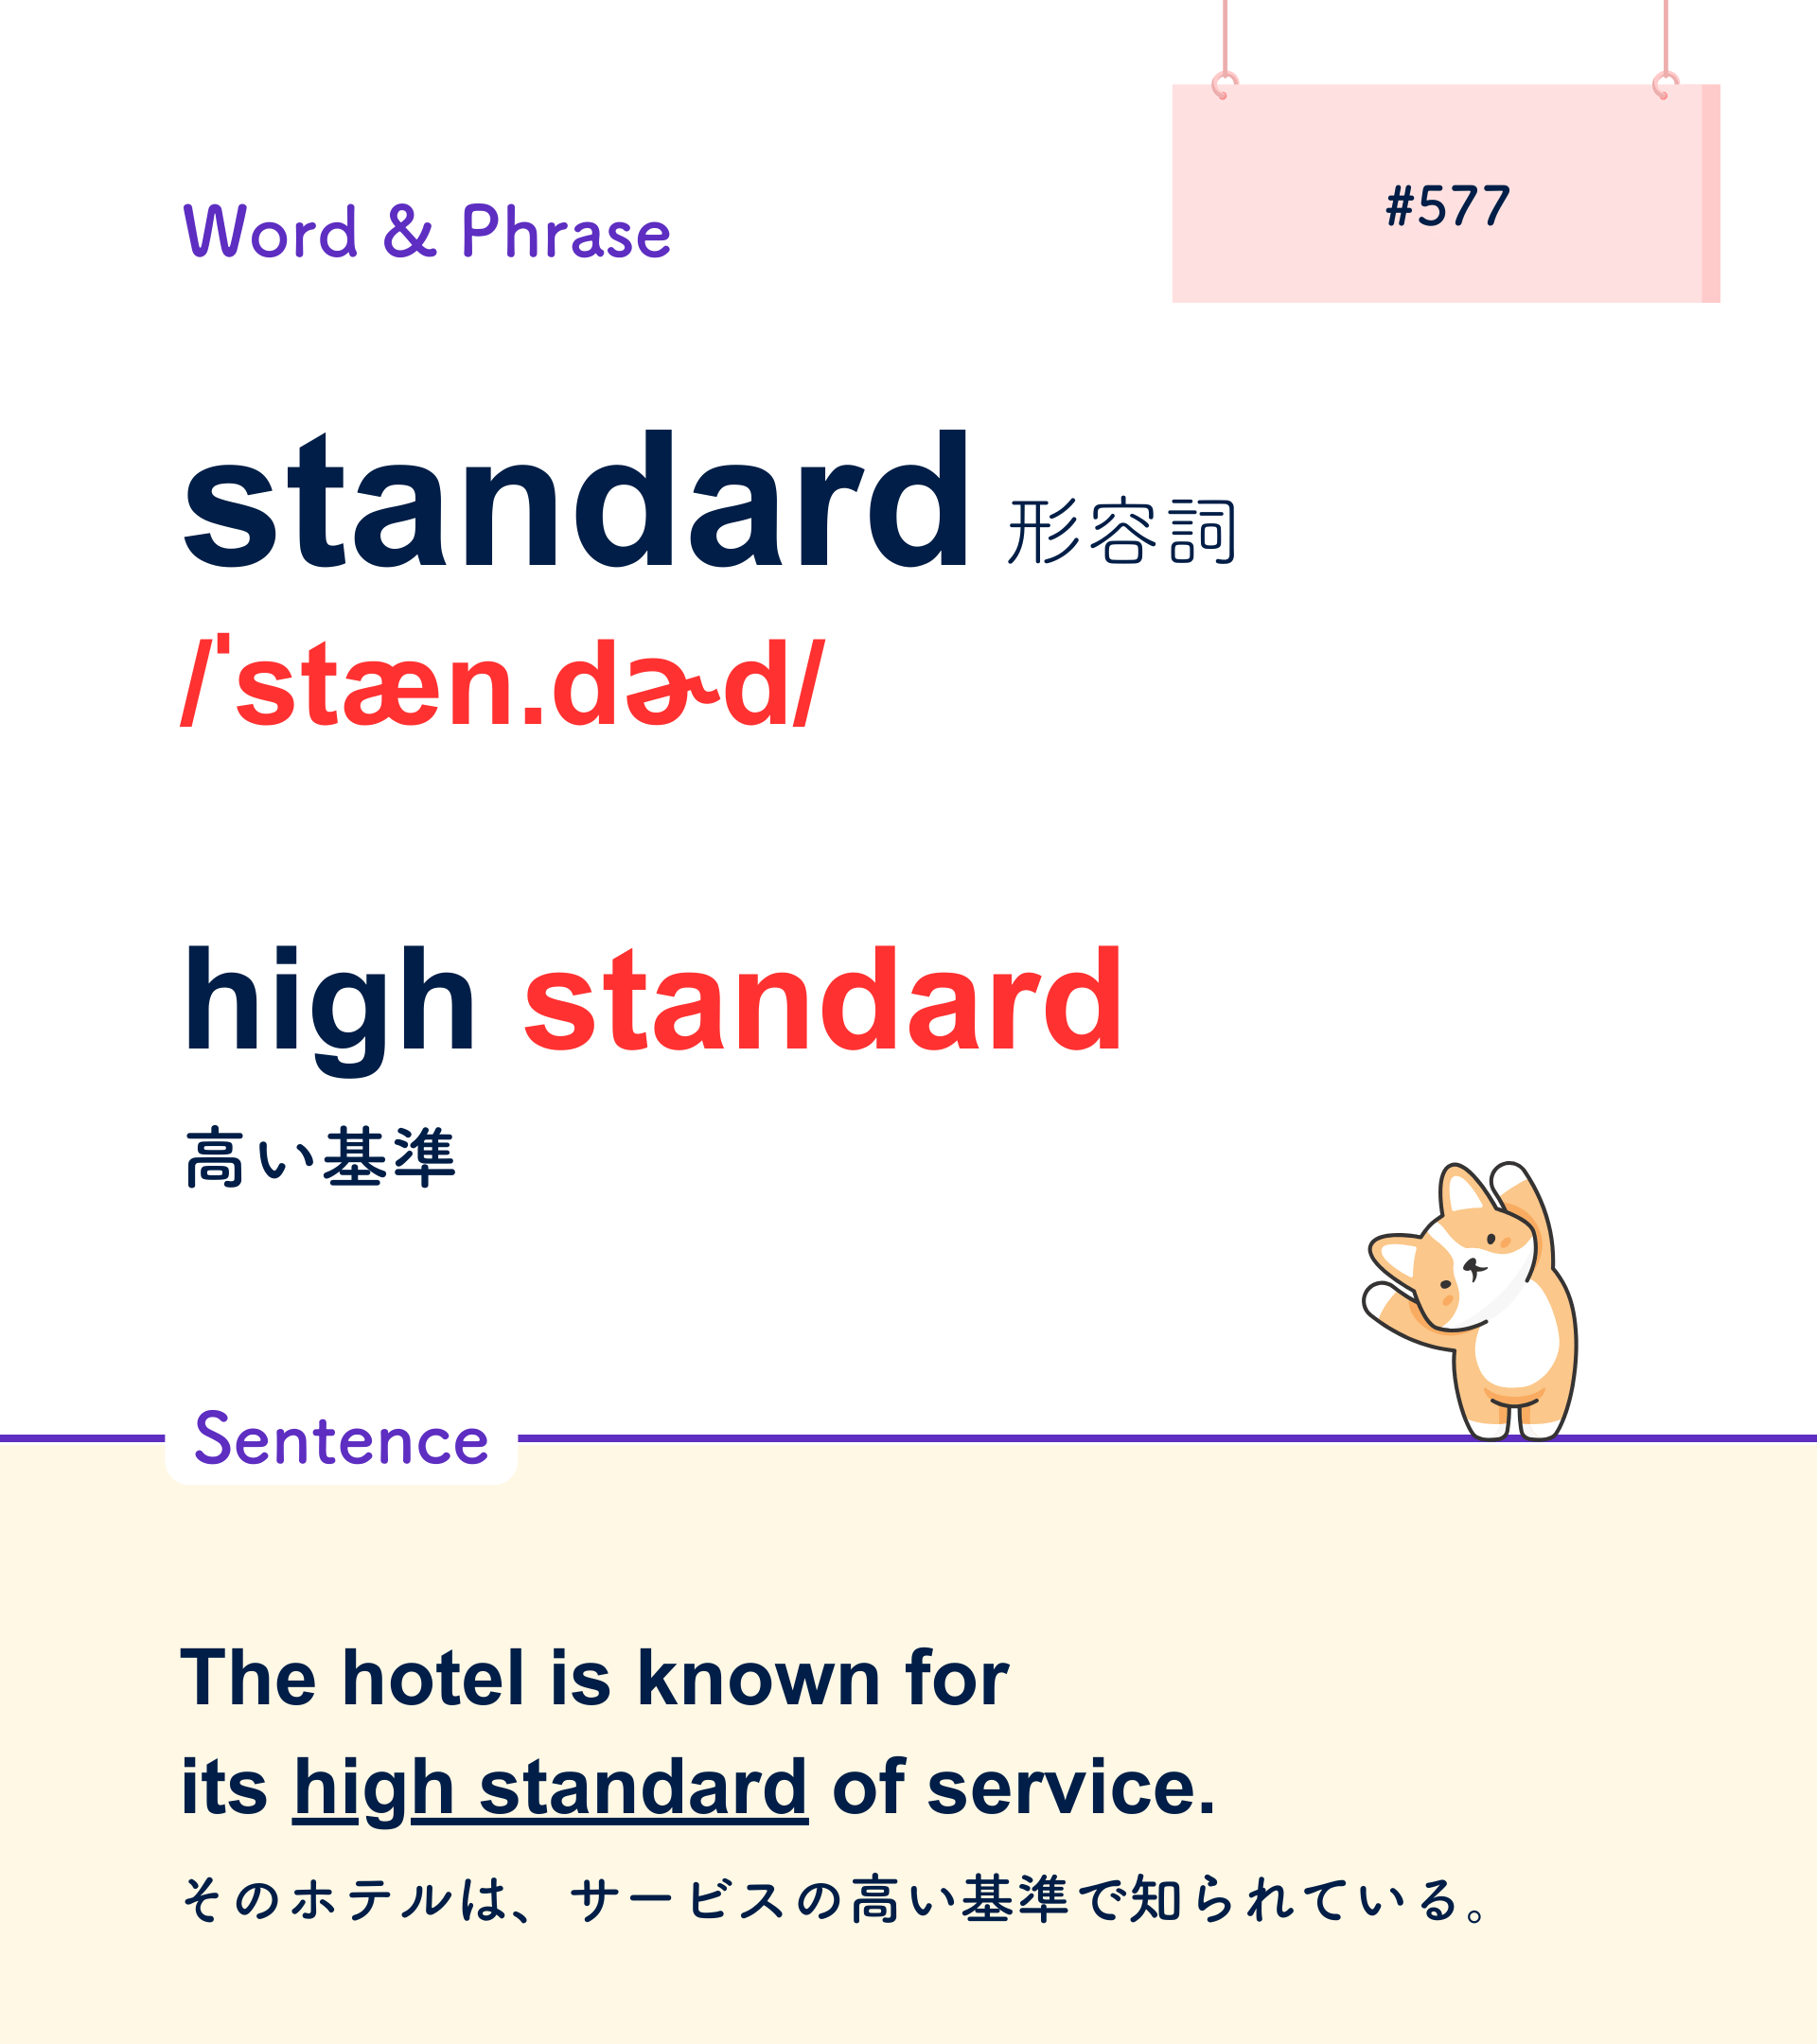 #577
Word & Phrase
standard 形容詞
/ˈstæn.dɚd/
high standard
高い基準
Sentence
The hotel is known for
its high standard of service.
そのホテルは、サービスの高い基準で知られている。